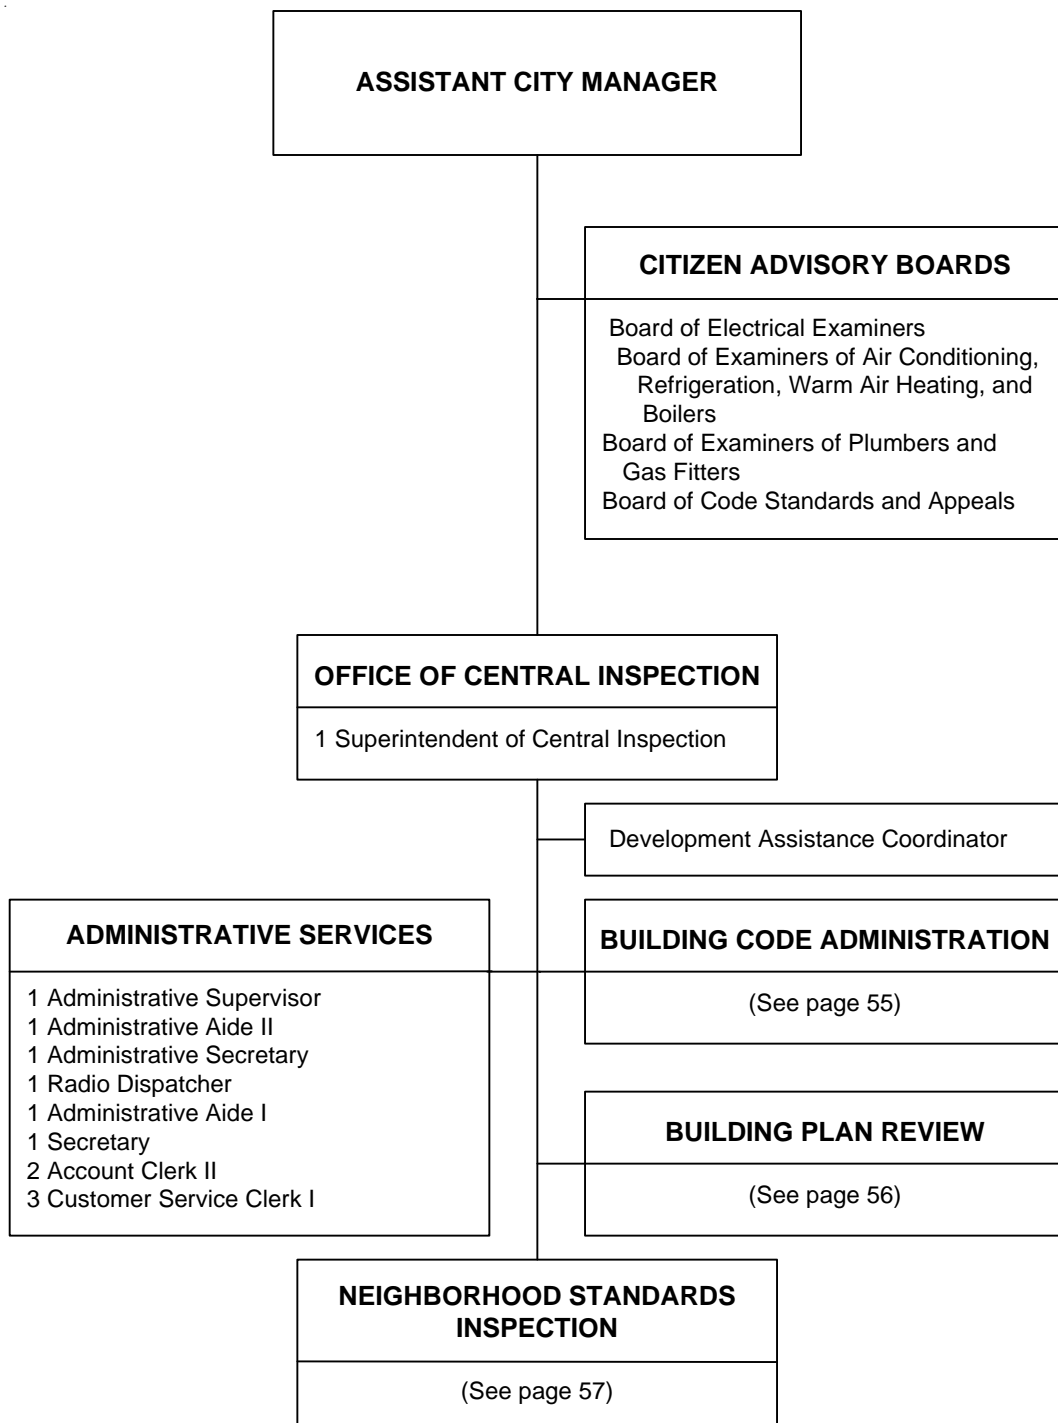 ASSISTANT CITY MANAGER
CITIZEN ADVISORY BOARDS
Board of Electrical Examiners
Board of Examiners of Air Conditioning,
Refrigeration, Warm Air Heating, and
Boilers
Board of Examiners of Plumbers and
Gas Fitters
Board of Code Standards and Appeals
OFFICE OF CENTRAL INSPECTION
1 Superintendent of Central Inspection
Development Assistance Coordinator
ADMINISTRATIVE SERVICES
1 Administrative Supervisor
1 Administrative Aide II
1 Administrative Secretary
1 Radio Dispatcher
1 Administrative Aide I
1 Secretary
2 Account Clerk II
3 Customer Service Clerk I
BUILDING CODE ADMINISTRATION
(See page 55)
BUILDING PLAN REVIEW
(See page 56)
NEIGHBORHOOD STANDARDS
INSPECTION
(See page 57)